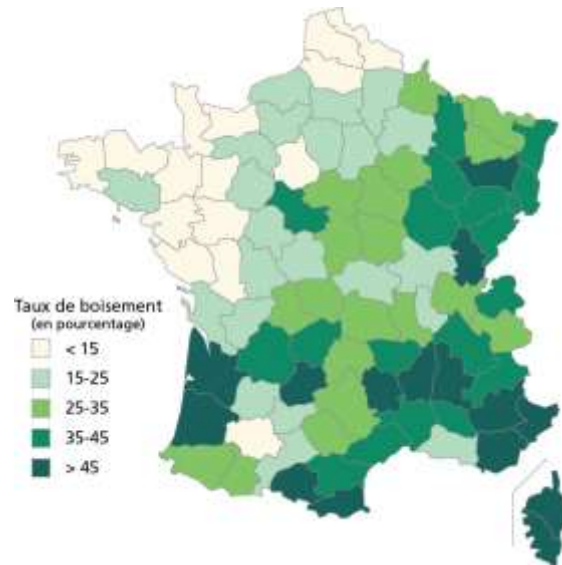 Taux de boisement
(en pourcentage)
< 15
15-25
25-35
35-45
> 45